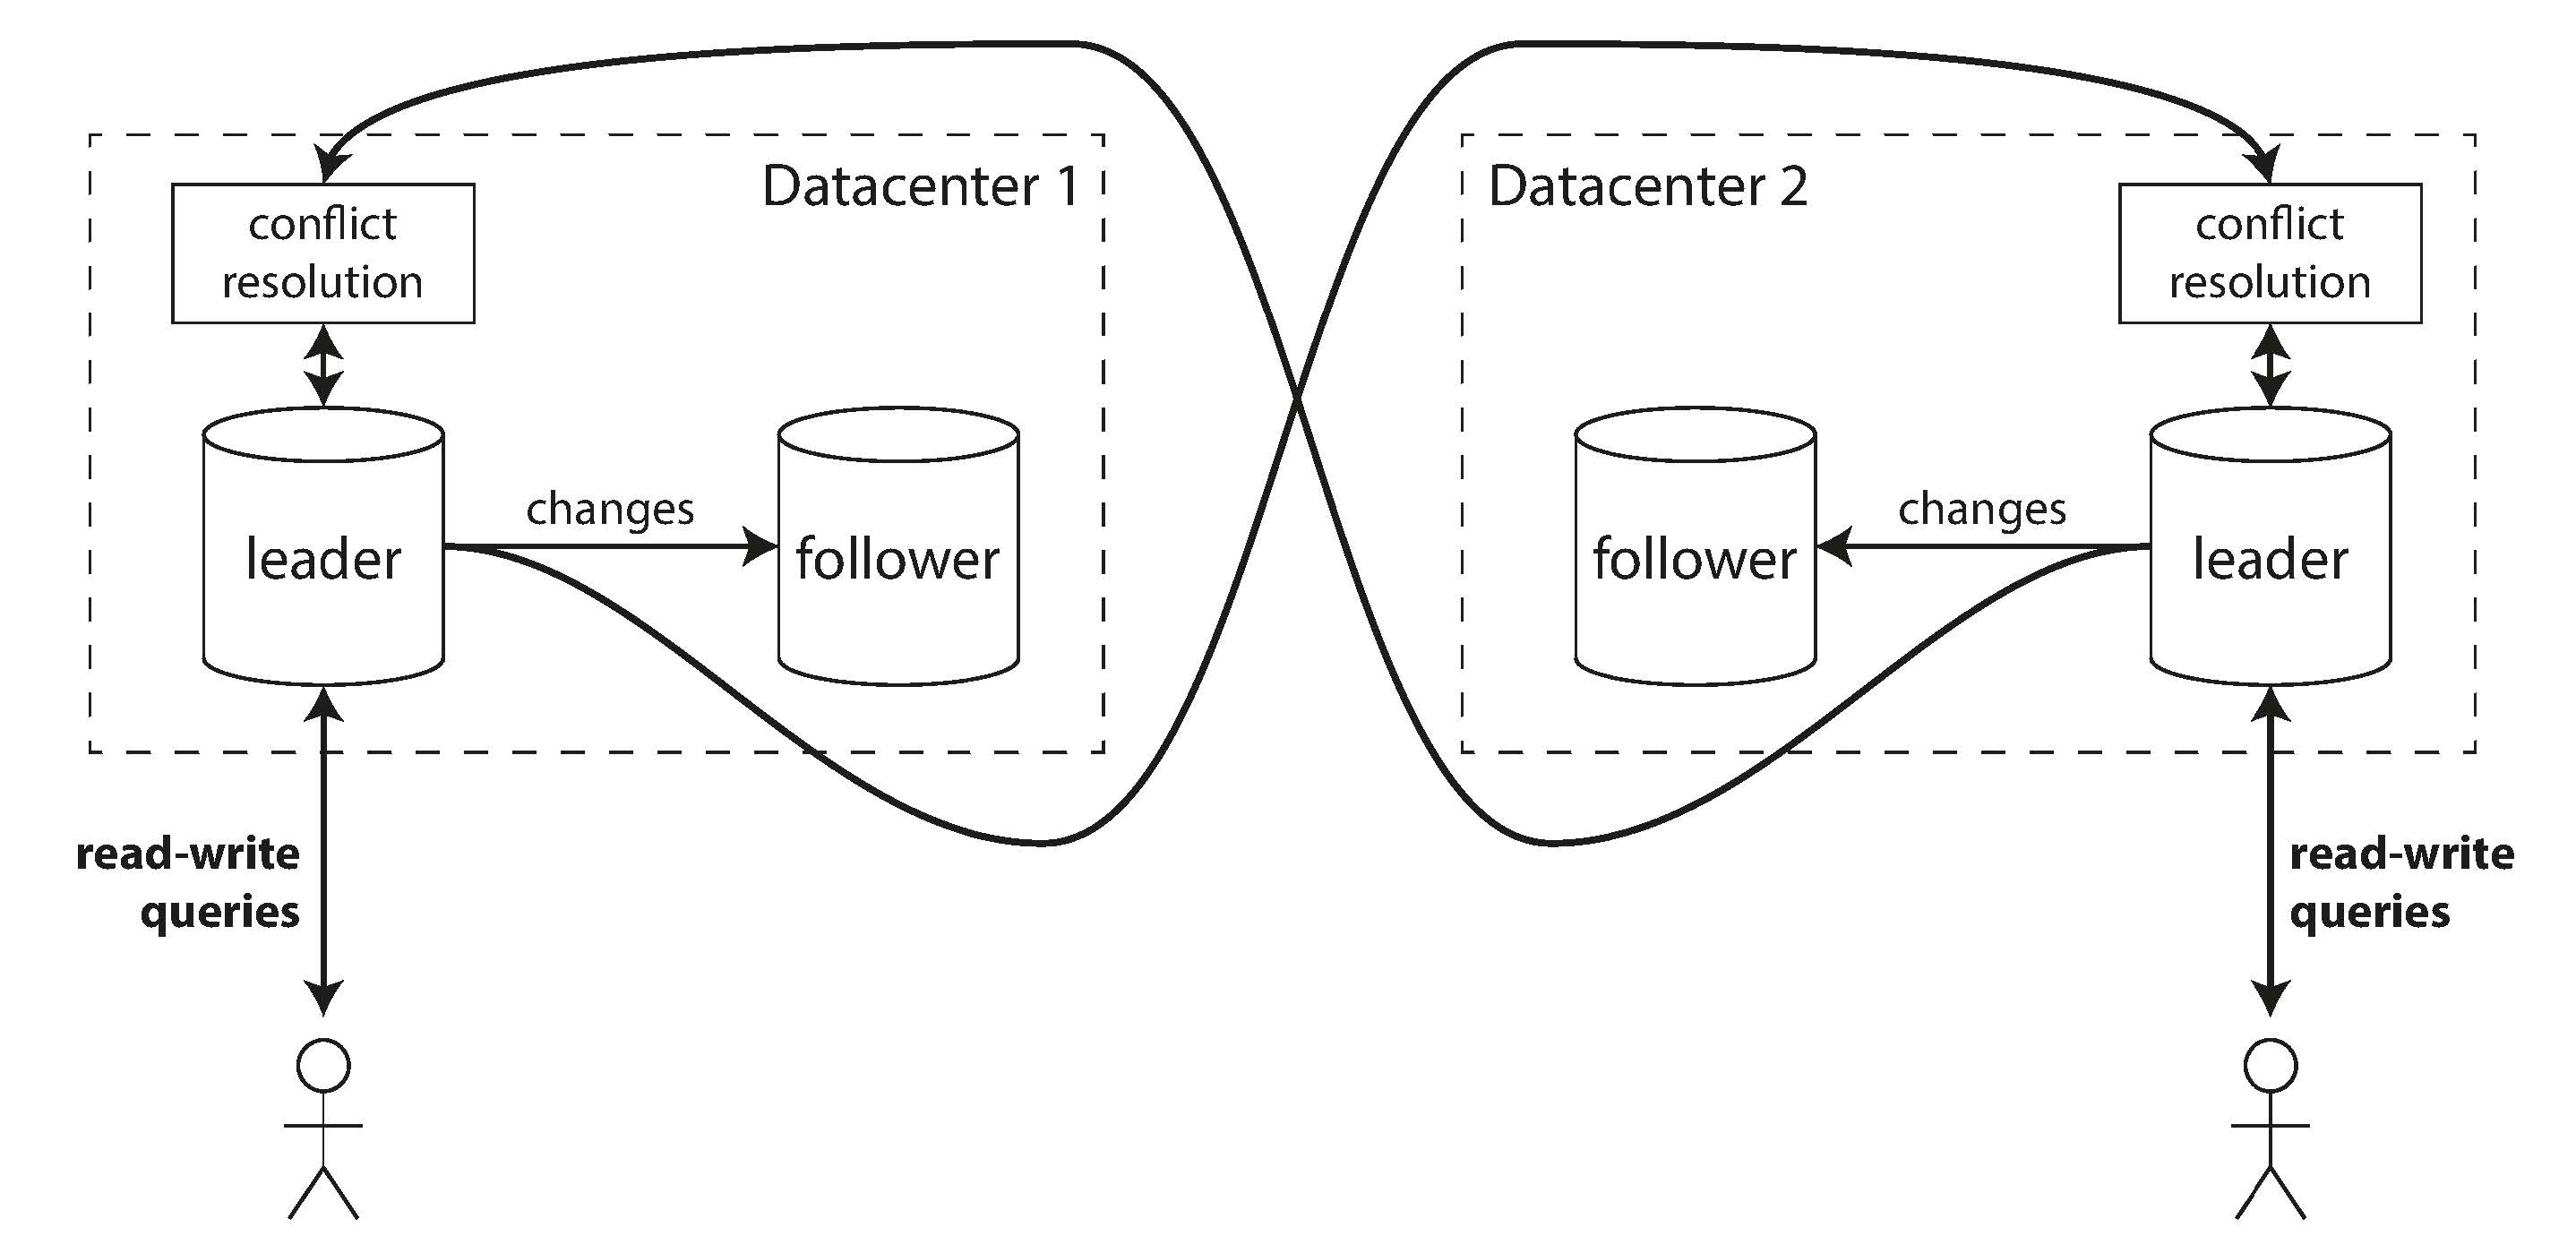 Datacenter 1
conflict
resolution
changes
leader
follower
read-write
queries
Datacenter 2
conflict
resolution
changes
follower
leader
read-write
queries